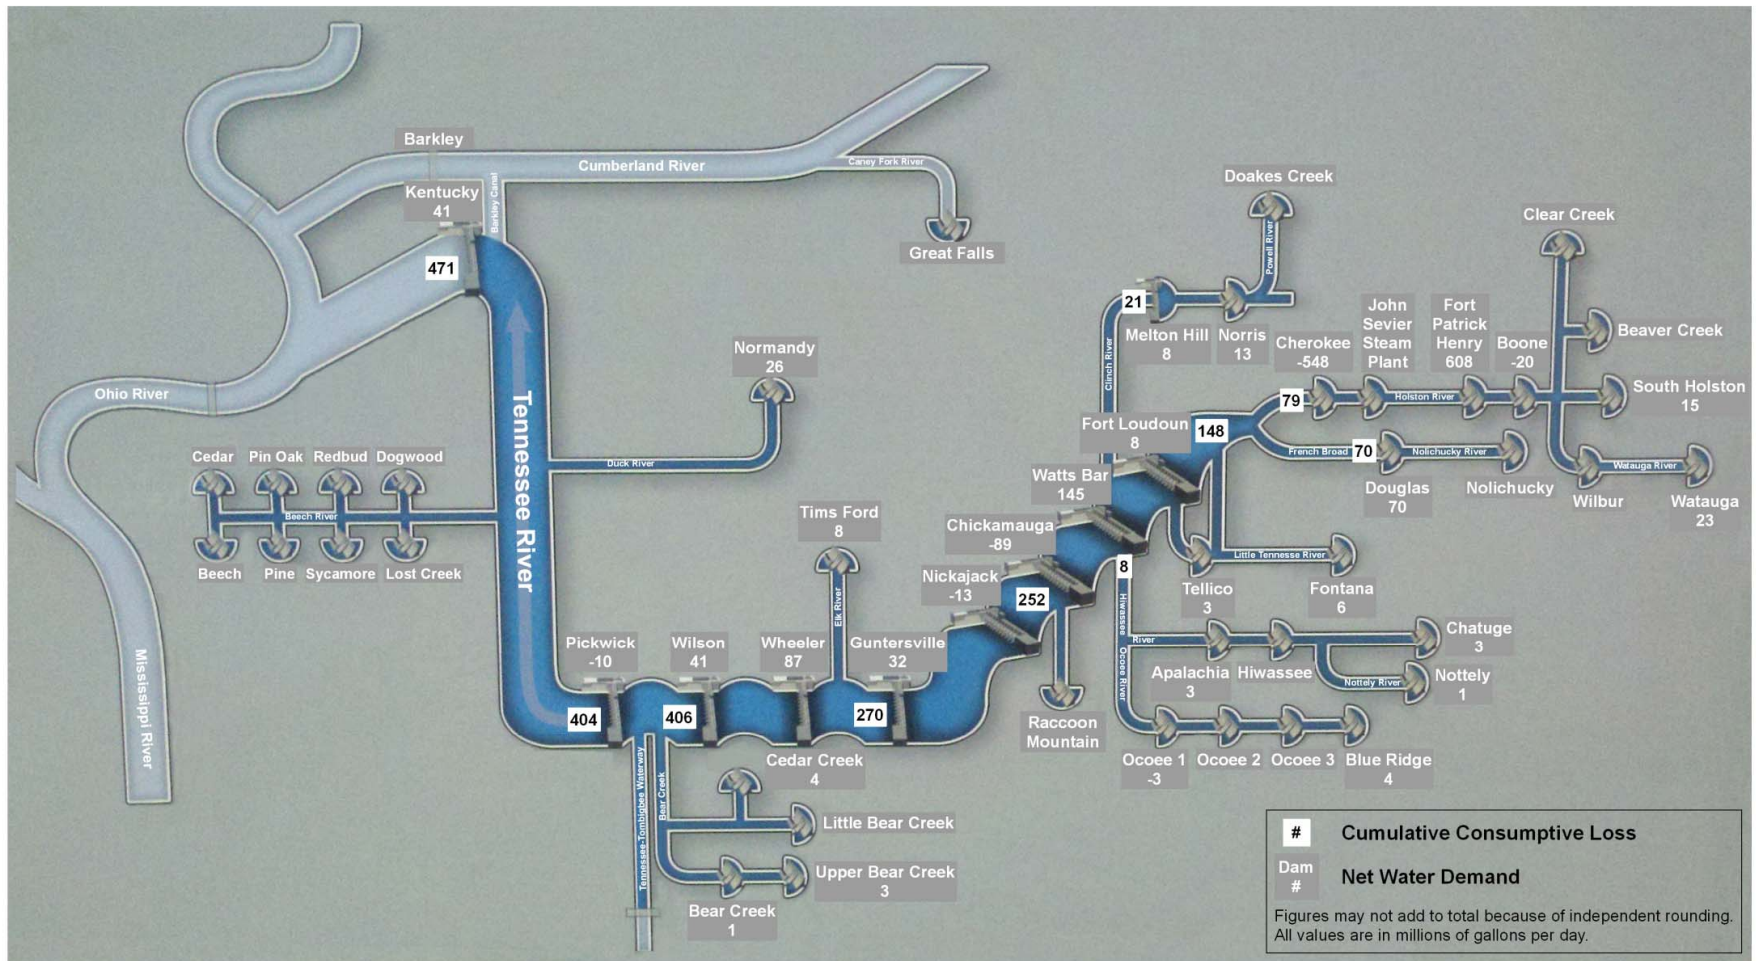 Barkley
Cumberland River
Caney Fork River
Kentucky
41
Barkley Canal
471
Great Falls
Doakes Creek
Powell River
Clear Creek
21
Melton Hill
8
Norris
13
Clinch River
Cherokee
-548
John
Sevier
Steam
Plant
Fort
Patrick
Henry
608
Boone
-20
Beaver Creek
South Holston
15
79
Holston River
Normandy
26
Ohio River
Tennessee River
Duck River
Fort Loudoun
8
148
French Broad
70
Nolichucky River
Douglas
70
Nolichucky
Wilbur
Watauga River
Watauga
23
Cedar
Pin Oak
Redbud
Dogwood
Beech River
Beech
Pine
Sycamore
Lost Creek
Watts Bar
145
Tims Ford
8
Elk River
Chickamauga
-89
Nickajack
-13
252
8
Little Tennesse River
Tellico
3
Fontana
6
Hiwassee
River
Ocoee River
Apalachia
3
Hiwassee
Chatuge
3
Nottely River
Nottely
1
Pickwick
-10
Wilson
41
Wheeler
87
Guntersville
32
404
406
270
Raccoon
Mountain
Ocoee 1
-3
Ocoee 2
Ocoee 3
Blue Ridge
4
Mississippi River
Tennessee-Tombigbee Waterway
Bear Creek
Cedar Creek
4
Little Bear Creek
Upper Bear Creek
3
Bear Creek
1
# Cumulative Consumptive Loss
Dam
# Net Water Demand
Figures may not add to total because of independent rounding.
All values are in millions of gallons per day.